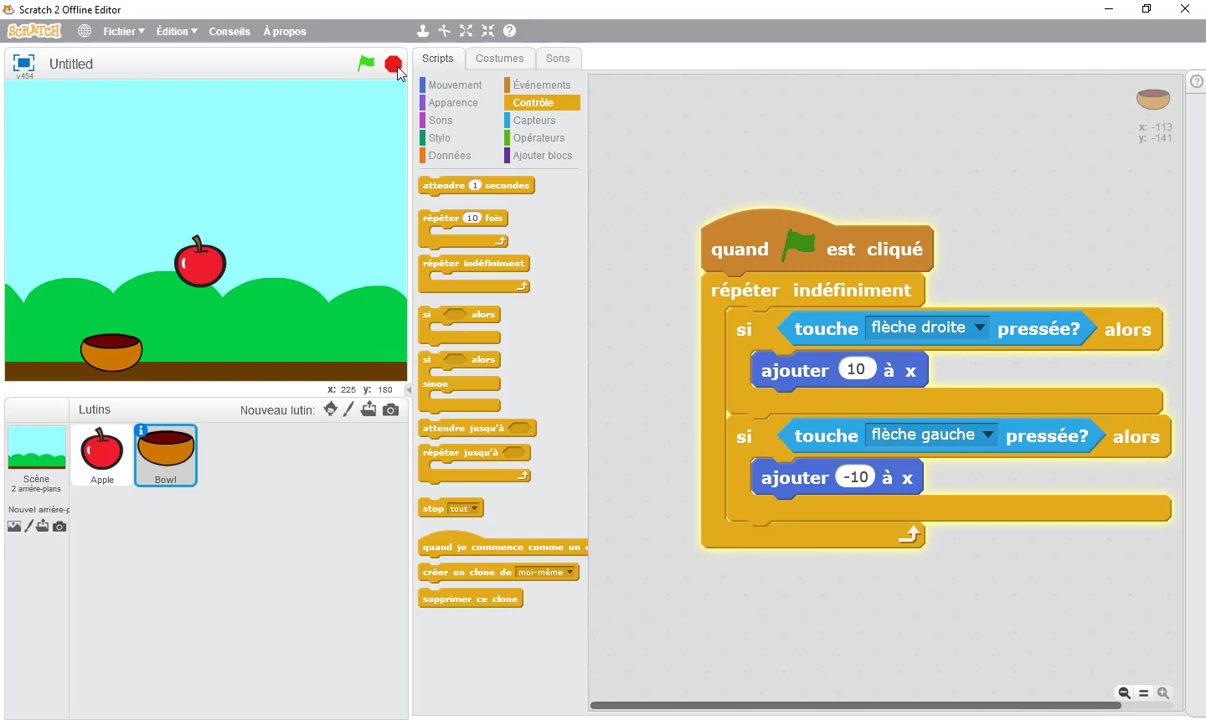 Scratch 2 Offline Editor
SCRATCH Fichier Édition Conseils À propos
v454 Untitled
Scripts Costumes Sons
Mouvement Événements
Apparence Contrôle
Sons Capteurs
Stylo Opérateurs
Données Ajouter blocs
attendre 1 secondes
répéter 10 fois
répéter indéfiniment
si alors
si alors
sinon
attendre jusqu'à
répéter jusqu'à
stop tout
quand je commence comme un
créer un clone de moi-même
supprimer ce clone
x: -113
y: -141
quand est cliqué
répéter indéfiniment
si touche flèche droite pressée? alors
ajouter 10 à x
si touche flèche gauche pressée? alors
ajouter -10 à x
x: 225 y: 180
Lutins Nouveau lutin:
Scène
2 arrière-plans
Nouvel arrière-p
Apple
Bowl